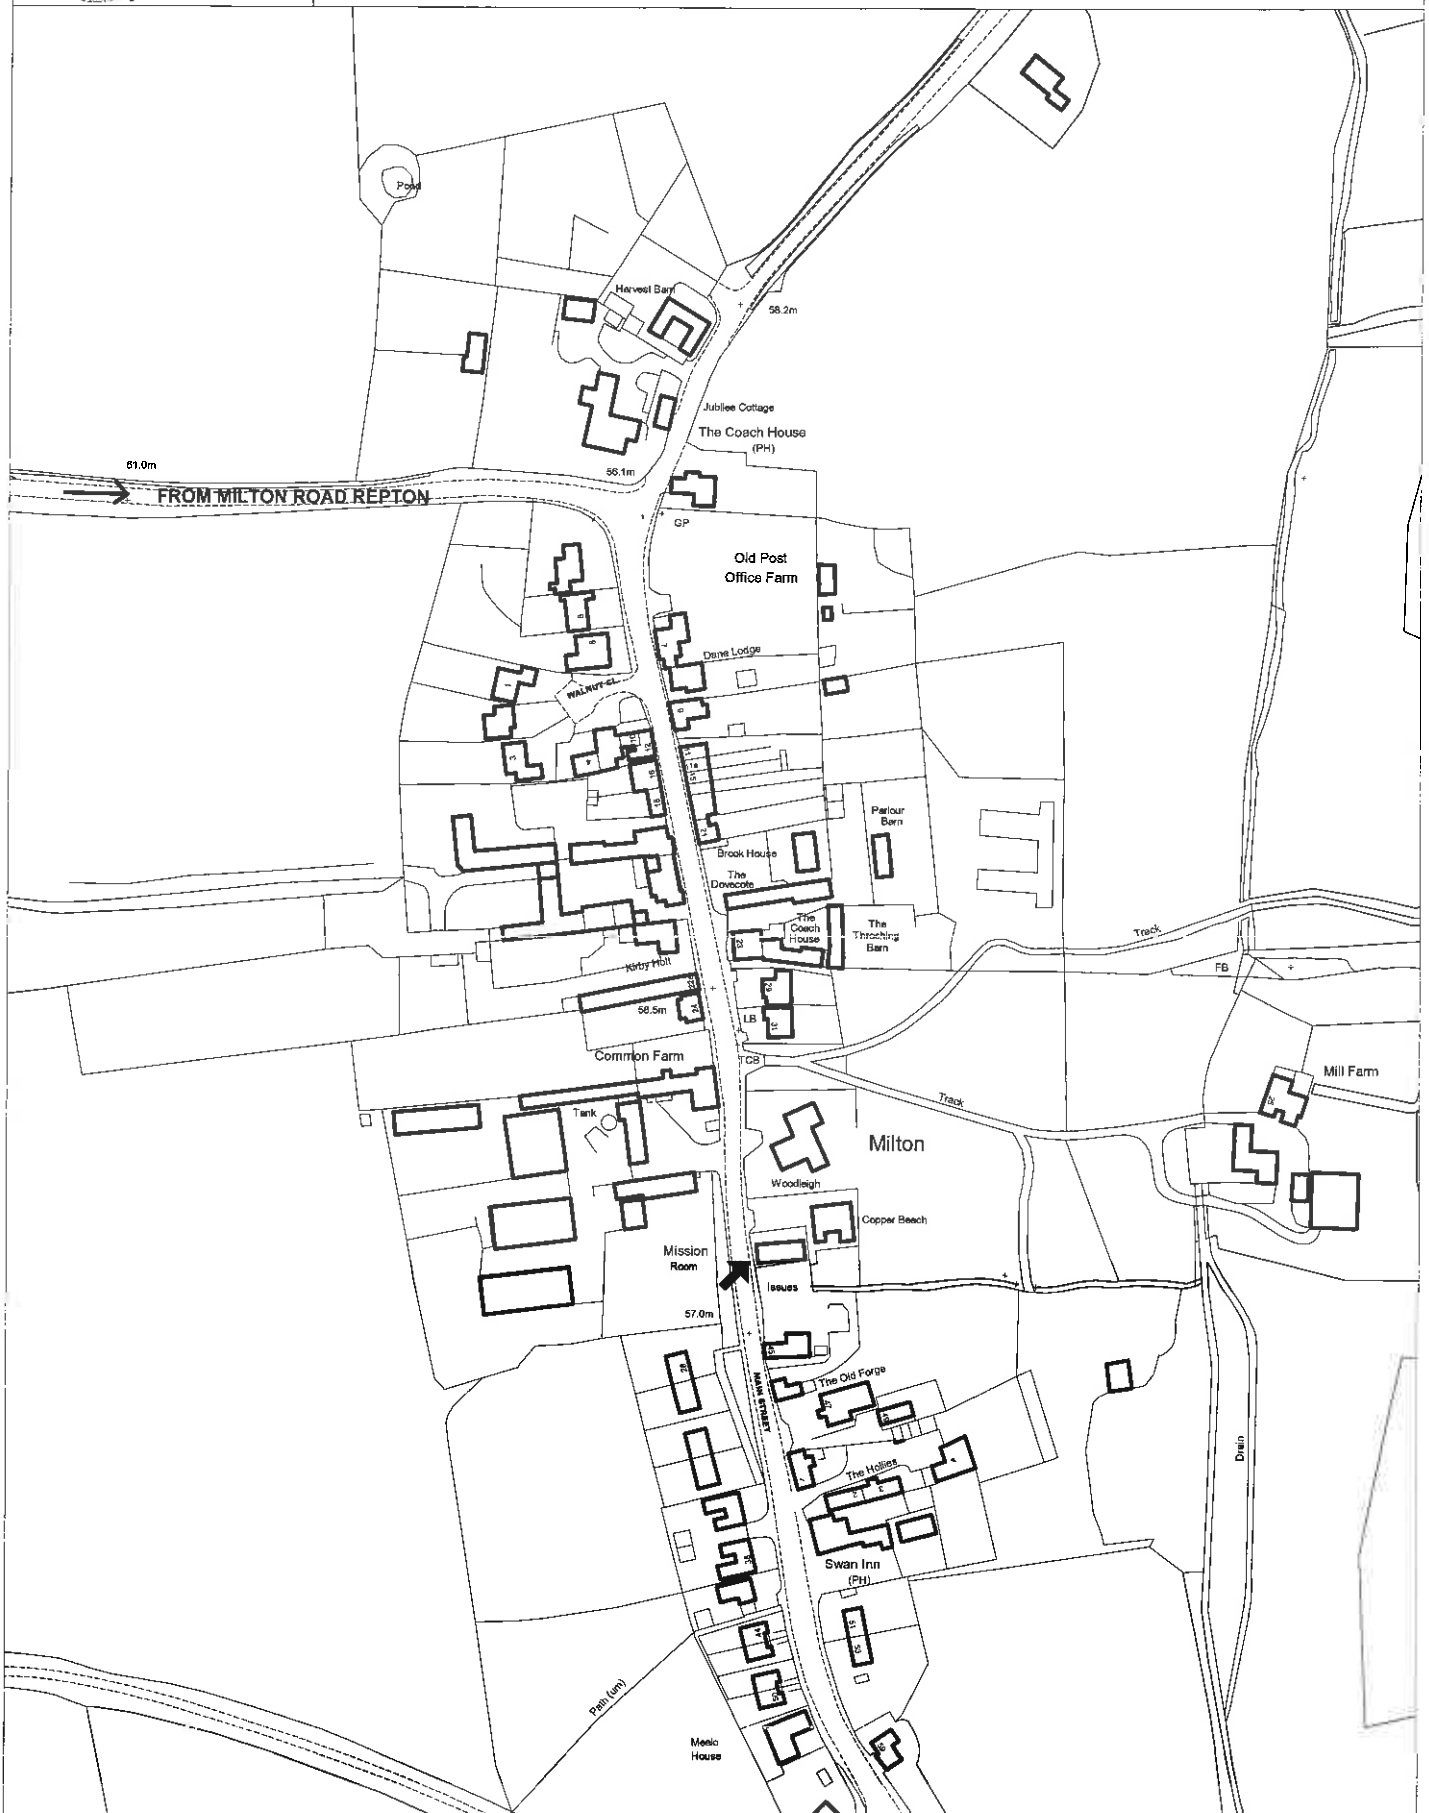 Pond
Harvest Barn
58.2m
Jubilee Cottage
The Coach House
(PH)
61.0m
56.1m
FROM MILTON ROAD REPTON
GP
Old Post
Office Farm
Dane Lodge
WALNUT CL
Parlour
Barn
Brook House
The
Dovecote
The
Coach
House
The
Threshing
Barn
Track
Kirby Holt
FB
58.5m
LB
Common Farm
TCB
Mill Farm
Track
Tank
Milton
Woodleigh
Copper Beach
Mission
Room
Issues
57.0m
MAIN STREET
The Old Forge
The Hollies
Drain
Swan Inn
(PH)
Path (um)
House